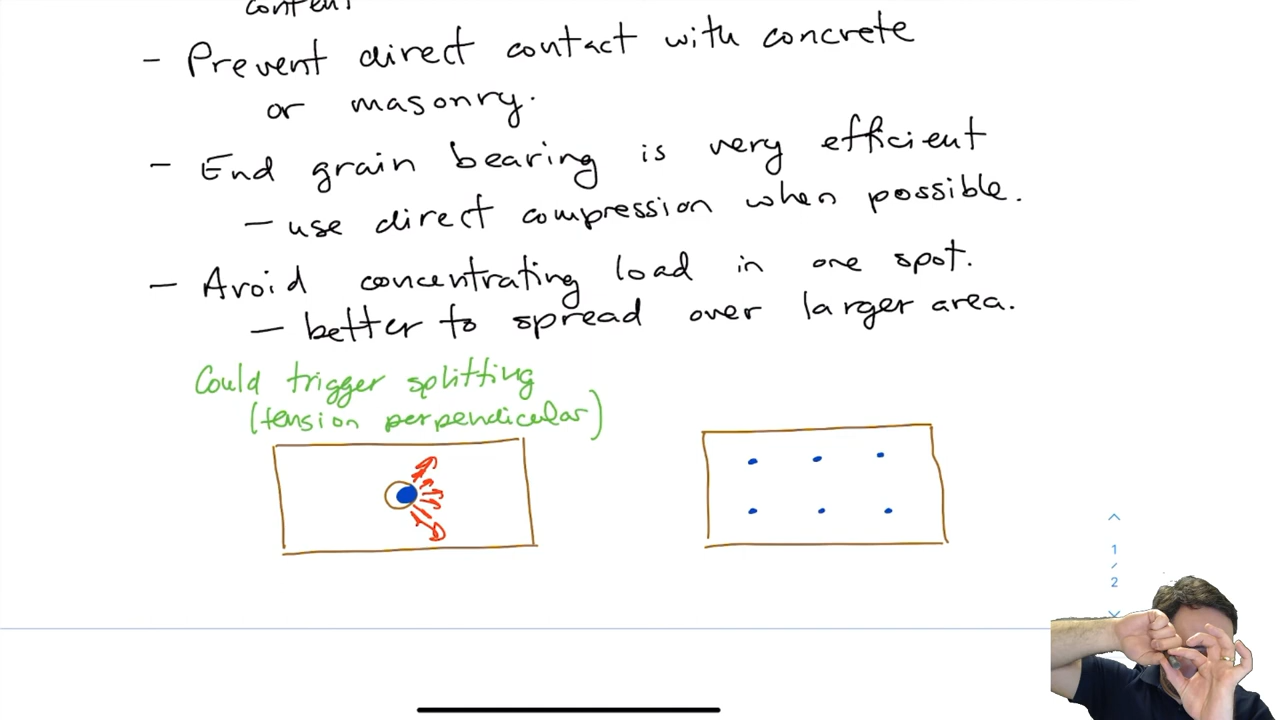 content
- Prevent direct contact with concrete
or masonry.
- End grain bearing is very efficient
- use direct compression when possible.
- Avoid concentrating load in one spot.
- better to spread over larger area.
Could trigger splitting
(tension perpendicular)
1
/
2